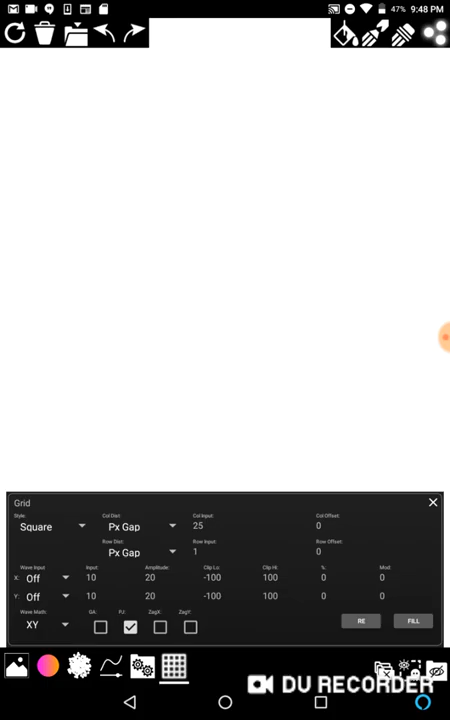 47% 9:48 PM
Grid
Style: Col Dist: Col Input: Col Offset:
Square Px Gap 25 0
Row Dist: Row Input: Row Offset:
Px Gap 1 0
Wave Input Input: Amplitude: Clip Lo: Clip Hi: %: Mod:
X: Off 10 20 -100 100 0 0
Y: Off 10 20 -100 100 0 0
Wave Math: GA: PJ: ZagX: ZagY:
XY RE FILL
DU RECORDER